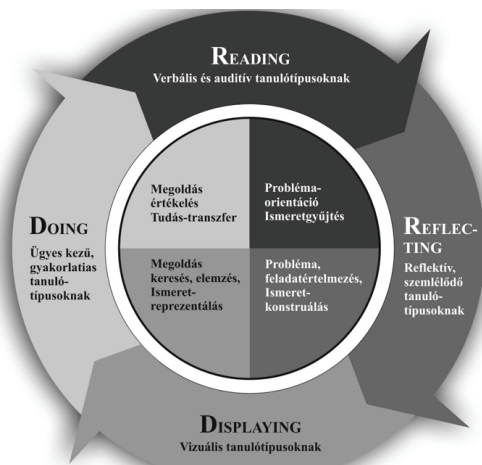 READING
Verbális és auditív tanulótípusoknak
Megoldás
értékelés
Tudás-transzfer
Probléma-
orientáció
Ismeretgyűjtés
DOING
Ügyes kezű,
gyakorlatias
tanuló-
típusoknak
REFLEC-
TING
Reflektív,
szemlélődő
tanuló-
típusoknak
Megoldás
keresés, elemzés,
Ismeret-
reprezentálás
Probléma,
feladatértelmezés,
Ismeret-
konstruálás
DISPLAYING
Vizuális tanulótípusoknak